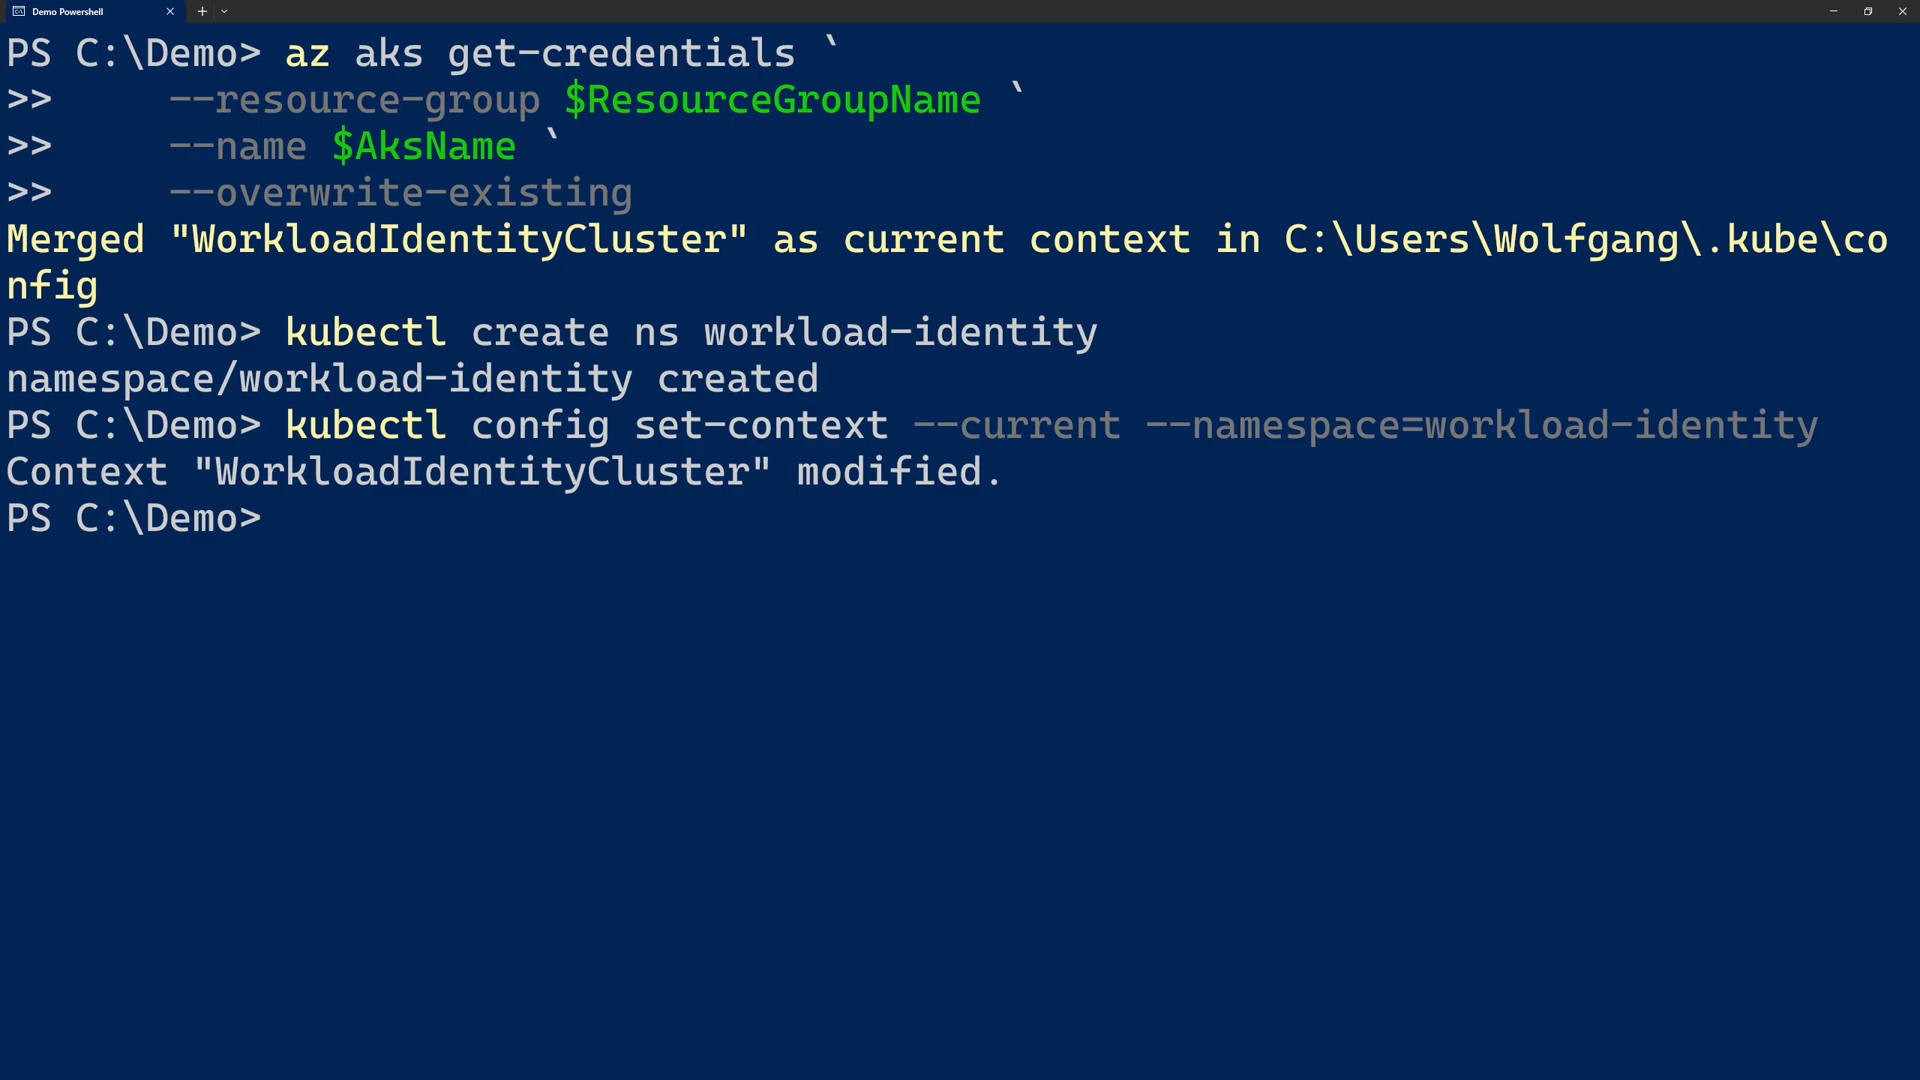 Demo Powershell
PS C:\Demo> az aks get-credentials `
>>     --resource-group $ResourceGroupName `
>>     --name $AksName `
>>     --overwrite-existing
Merged "WorkloadIdentityCluster" as current context in C:\Users\Wolfgang\.kube\co
nfig
PS C:\Demo> kubectl create ns workload-identity
namespace/workload-identity created
PS C:\Demo> kubectl config set-context --current --namespace=workload-identity
Context "WorkloadIdentityCluster" modified.
PS C:\Demo>